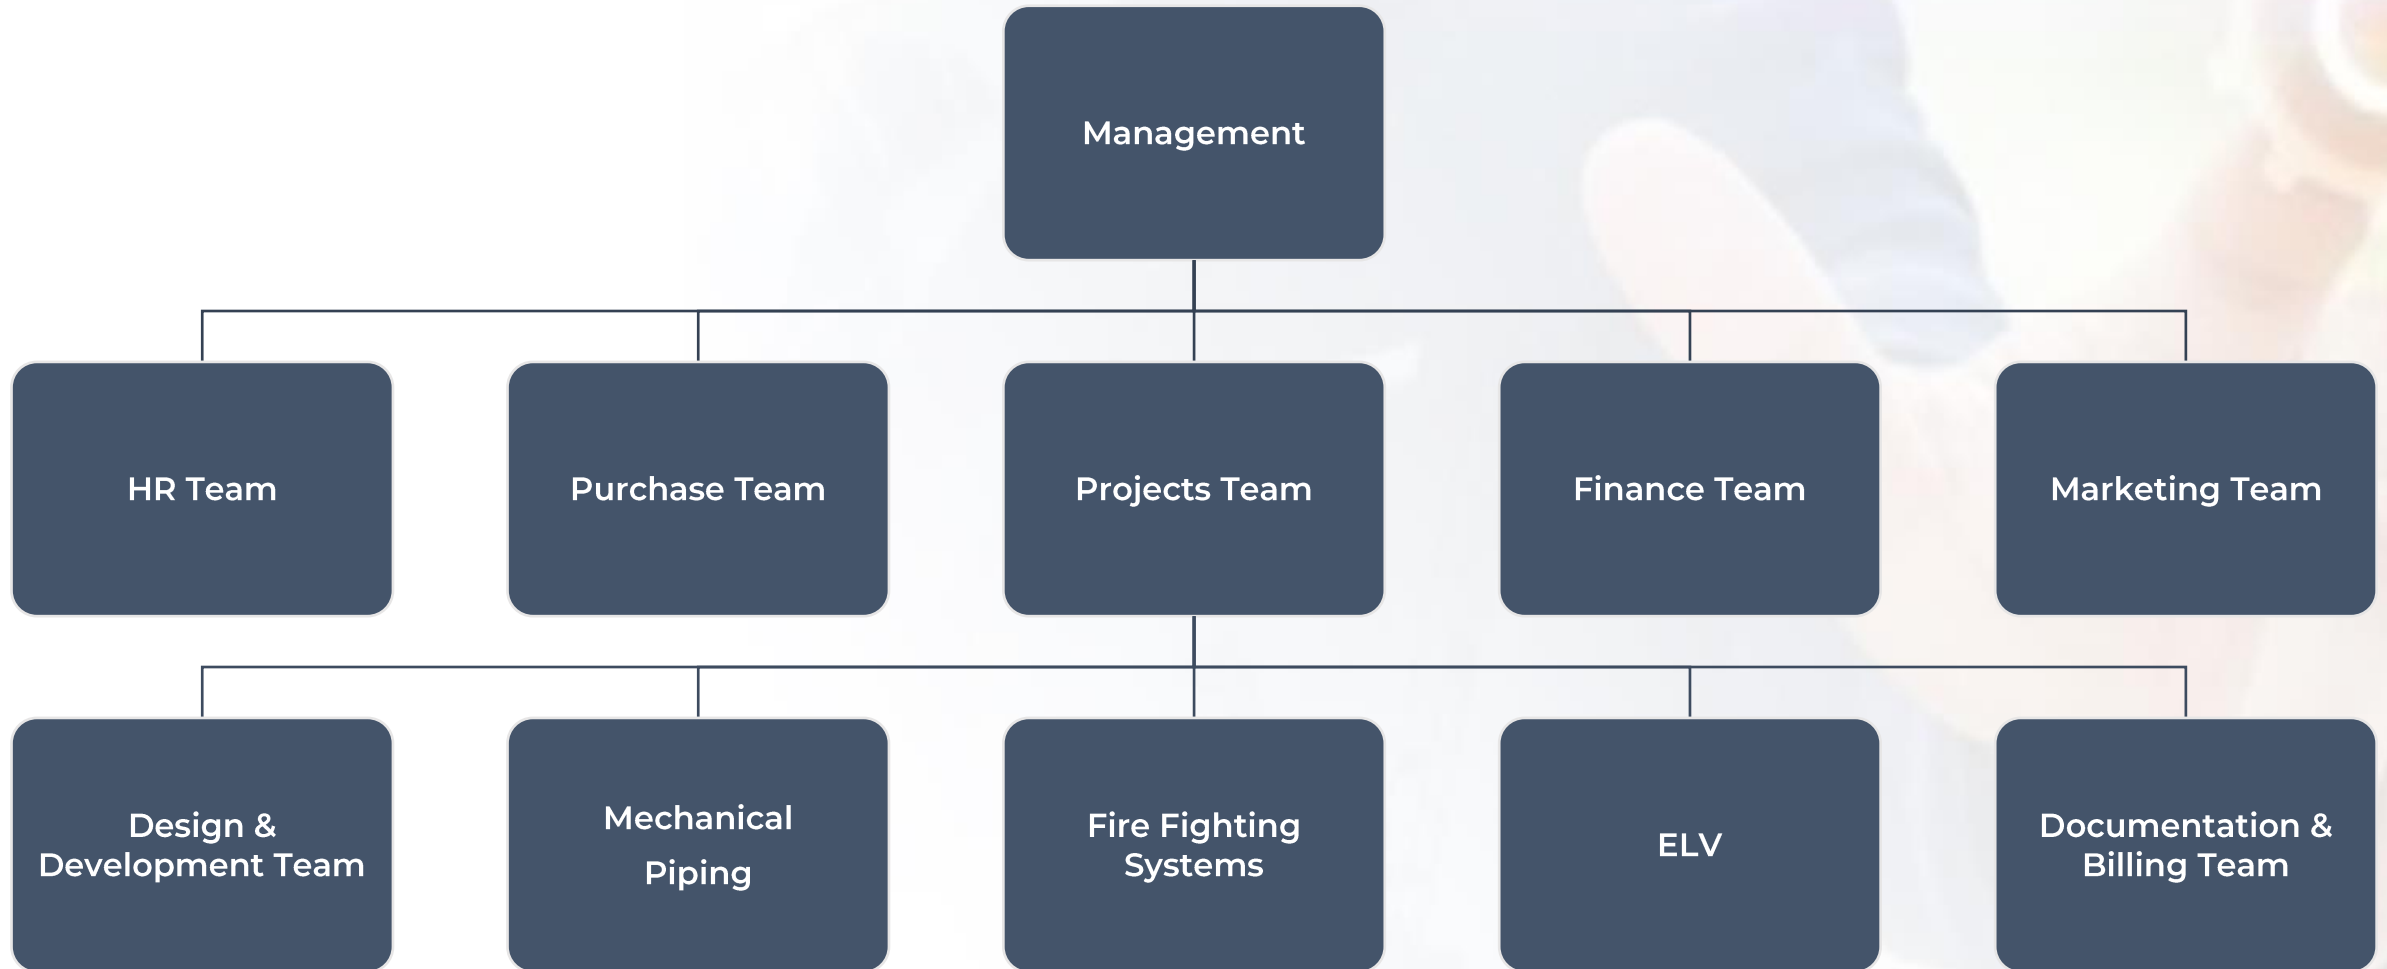 Management
HR Team
Purchase Team
Projects Team
Finance Team
Marketing Team
Design &
Development Team
Mechanical
Piping
Fire Fighting
Systems
ELV
Documentation &
Billing Team